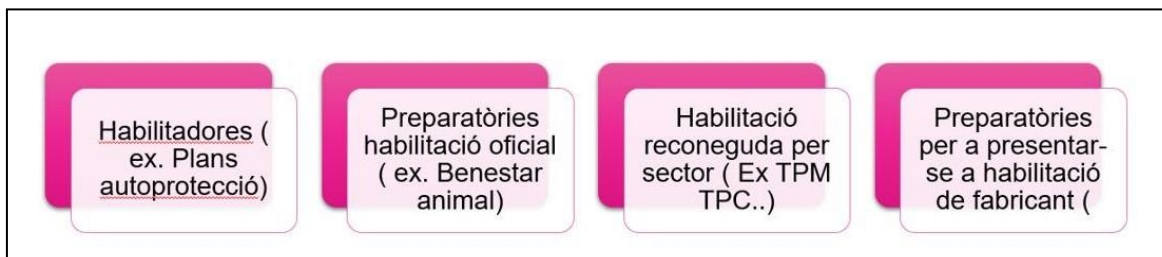 Habilitadores (
ex. Plans
autoprotecció)
Preparatòries
habilitació oficial
( ex. Benestar
animal)
Habilitació
reconeguda per
sector ( Ex TPM
TPC..)
Preparatòries
per a presentar-
se a habilitació
de fabricant (